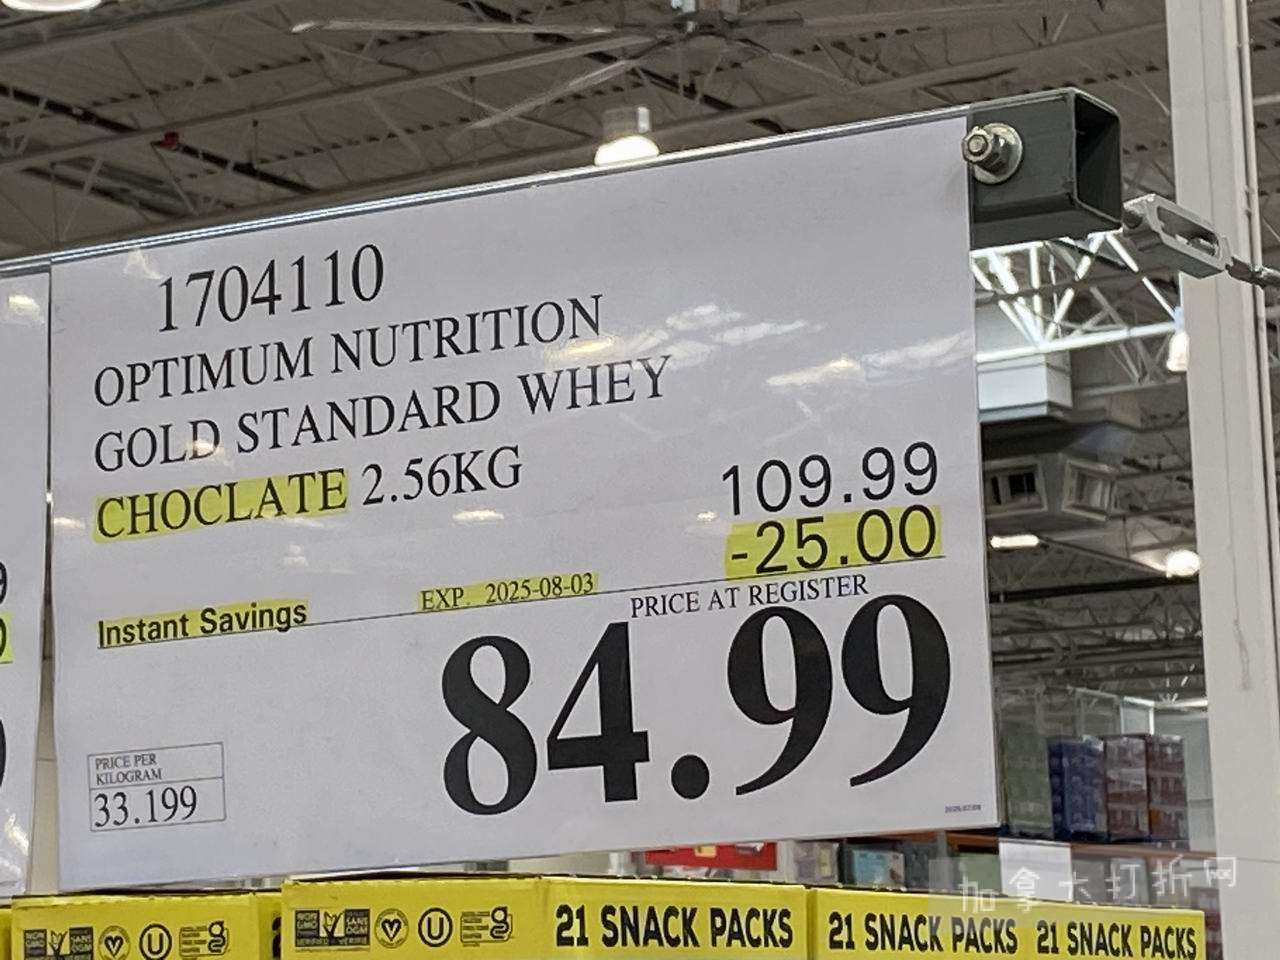 1704110
OPTIMUM NUTRITION
GOLD STANDARD WHEY
CHOCLATE 2.56KG
109.99
-25.00
Instant Savings
EXP. 2025-08-03
PRICE AT REGISTER
84.99
PRICE PER
KILOGRAM
33.199
21 SNACK PACKS
21 SNACK PACKS
21 SNACK PACKS
加拿大打折网